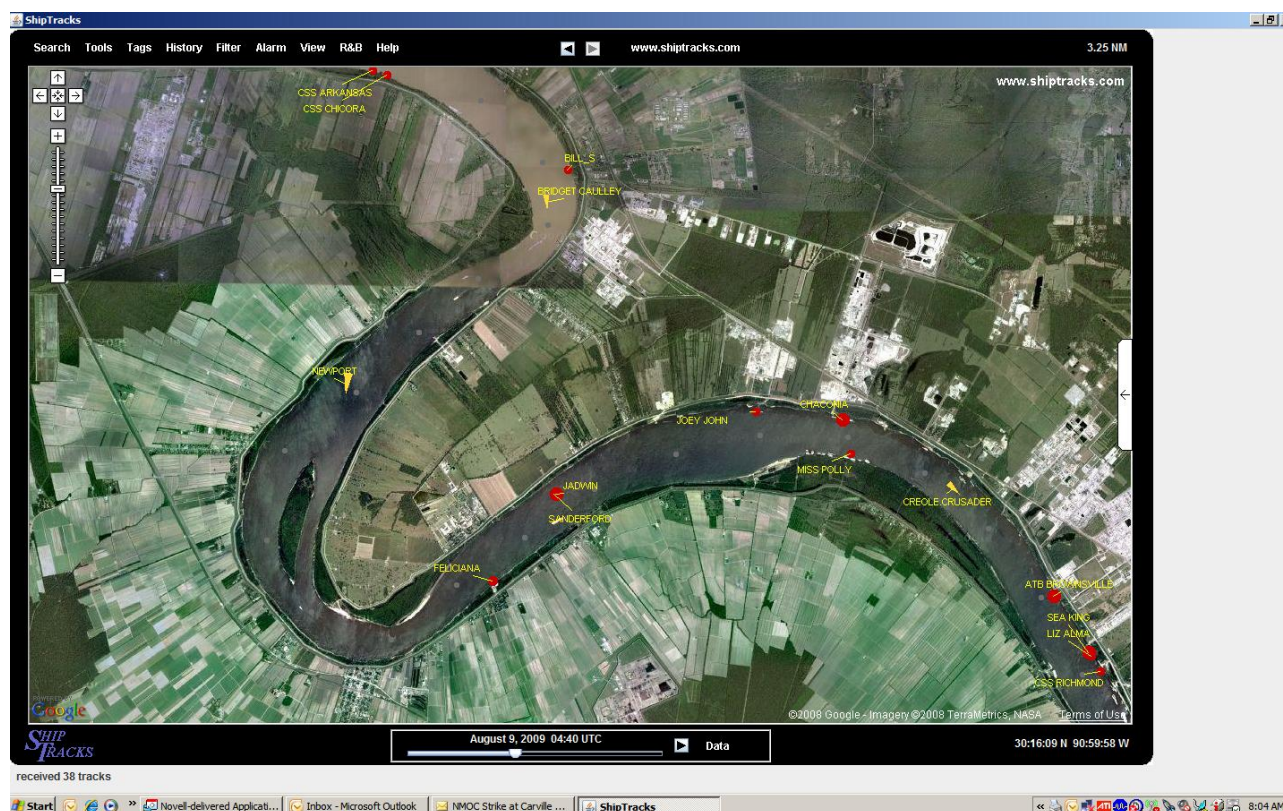 ShipTracks
Search Tools Tags History Filter Alarm View R&B Help www.shiptracks.com 3.25 NM
www.shiptracks.com
CSS ARKANSAS
CSS CHICORA
BILL_S
BRIDGET CAULLEY
NEWPORT
CHACONIA
JOEY JOHN
MISS POLLY
JADWIN
CREOLE CRUSADER
SANDERFORD
FELICIANA
ATB BROWNSVILLE
SEA KING
LIZ ALMA
CSS RICHMOND
POWERED BY
Google
©2008 Google - Imagery ©2008 TerraMetrics, NASA Terms of Use
SHIP
TRACKS
August 9, 2009 04:40 UTC
Data
30:16:09 N 90:59:58 W
received 38 tracks
Start » Novell-delivered Applicati... Inbox - Microsoft Outlook NMOC Strike at Carville ... ShipTracks « ATI 8:04 AM